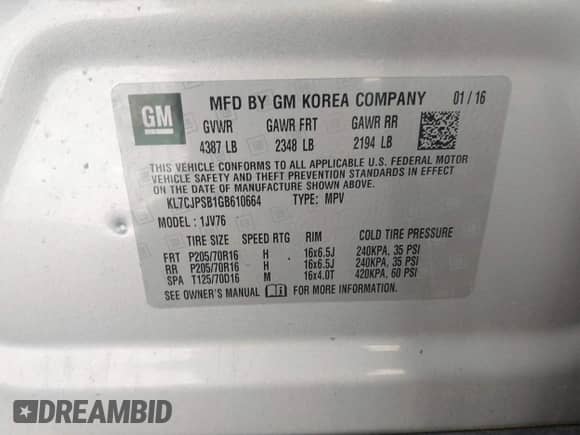 GM MFD BY GM KOREA COMPANY 01 / 16
GVWR GAWR FRT GAWR RR
4387 LB 2348 LB 2194 LB
THIS VEHICLE CONFORMS TO ALL APPLICABLE U.S. FEDERAL MOTOR
VEHICLE SAFETY AND THEFT PREVENTION STANDARDS IN EFFECT ON
THE DATE OF MANUFACTURE SHOWN ABOVE.
KL7CJPSB1GB610664 TYPE: MPV
MODEL : 1JV76
TIRE SIZE SPEED RTG RIM COLD TIRE PRESSURE
FRT P205/70R16 H 16x6.5J 240KPA, 35 PSI
RR P205/70R16 H 16x6.5J 240KPA, 35 PSI
SPA T125/70D16 M 16x4.0T 420KPA, 60 PSI
SEE OWNER'S MANUAL FOR MORE INFORMATION.
DREAMBID